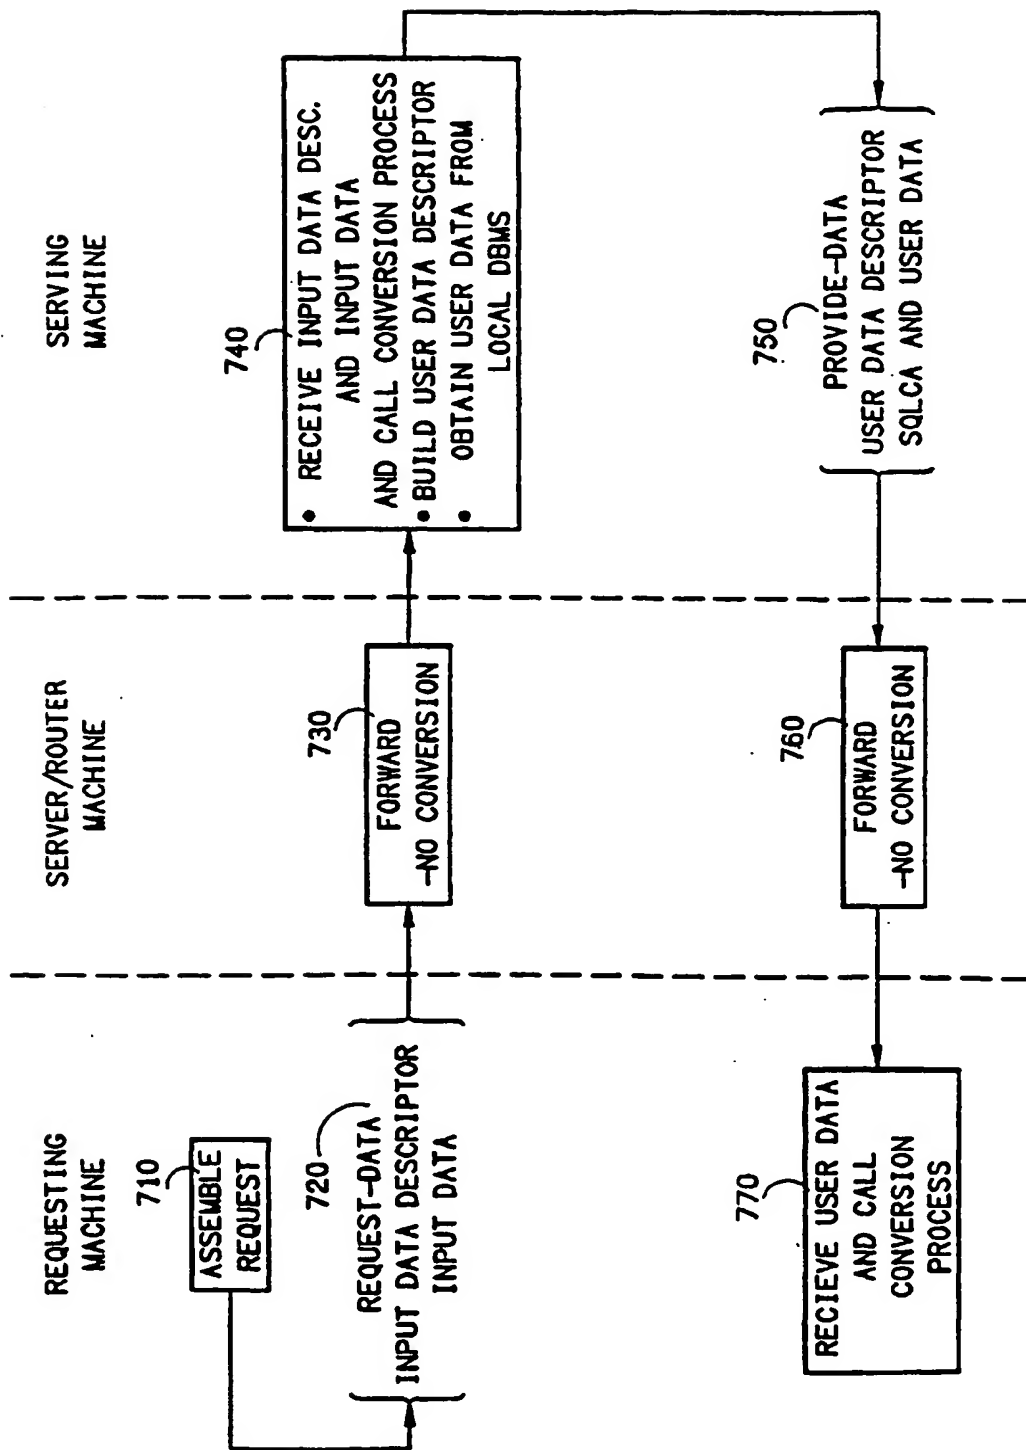 REQUESTING
MACHINE
SERVER/ROUTER
MACHINE
SERVING
MACHINE
710
ASSEMBLE
REQUEST
720
REQUEST-DATA
INPUT DATA DESCRIPTOR
INPUT DATA
730
FORWARD
-NO CONVERSION
740
• RECEIVE INPUT DATA DESC.
AND INPUT DATA
AND CALL CONVERSION PROCESS
• BUILD USER DATA DESCRIPTOR
• OBTAIN USER DATA FROM
LOCAL DBMS
750
PROVIDE-DATA
USER DATA DESCRIPTOR
SQLCA AND USER DATA
760
FORWARD
-NO CONVERSION
770
RECIEVE USER DATA
AND CALL
CONVERSION
PROCESS